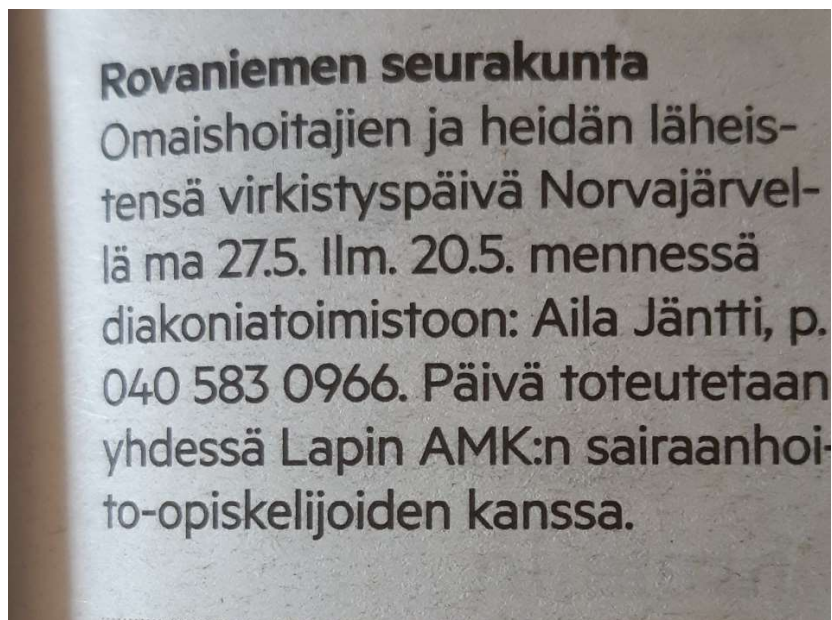 Rovaniemen seurakunta
Omaishoitajien ja heidän läheis-
tensä virkistyspäivä Norvajärvel-
lä ma 27.5. Ilm. 20.5. mennessä
diakoniatoimistoon: Aila Jäntti, p.
040 583 0966. Päivä toteutetaan
yhdessä Lapin AMK:n sairaanhoi-
to-opiskelijoiden kanssa.